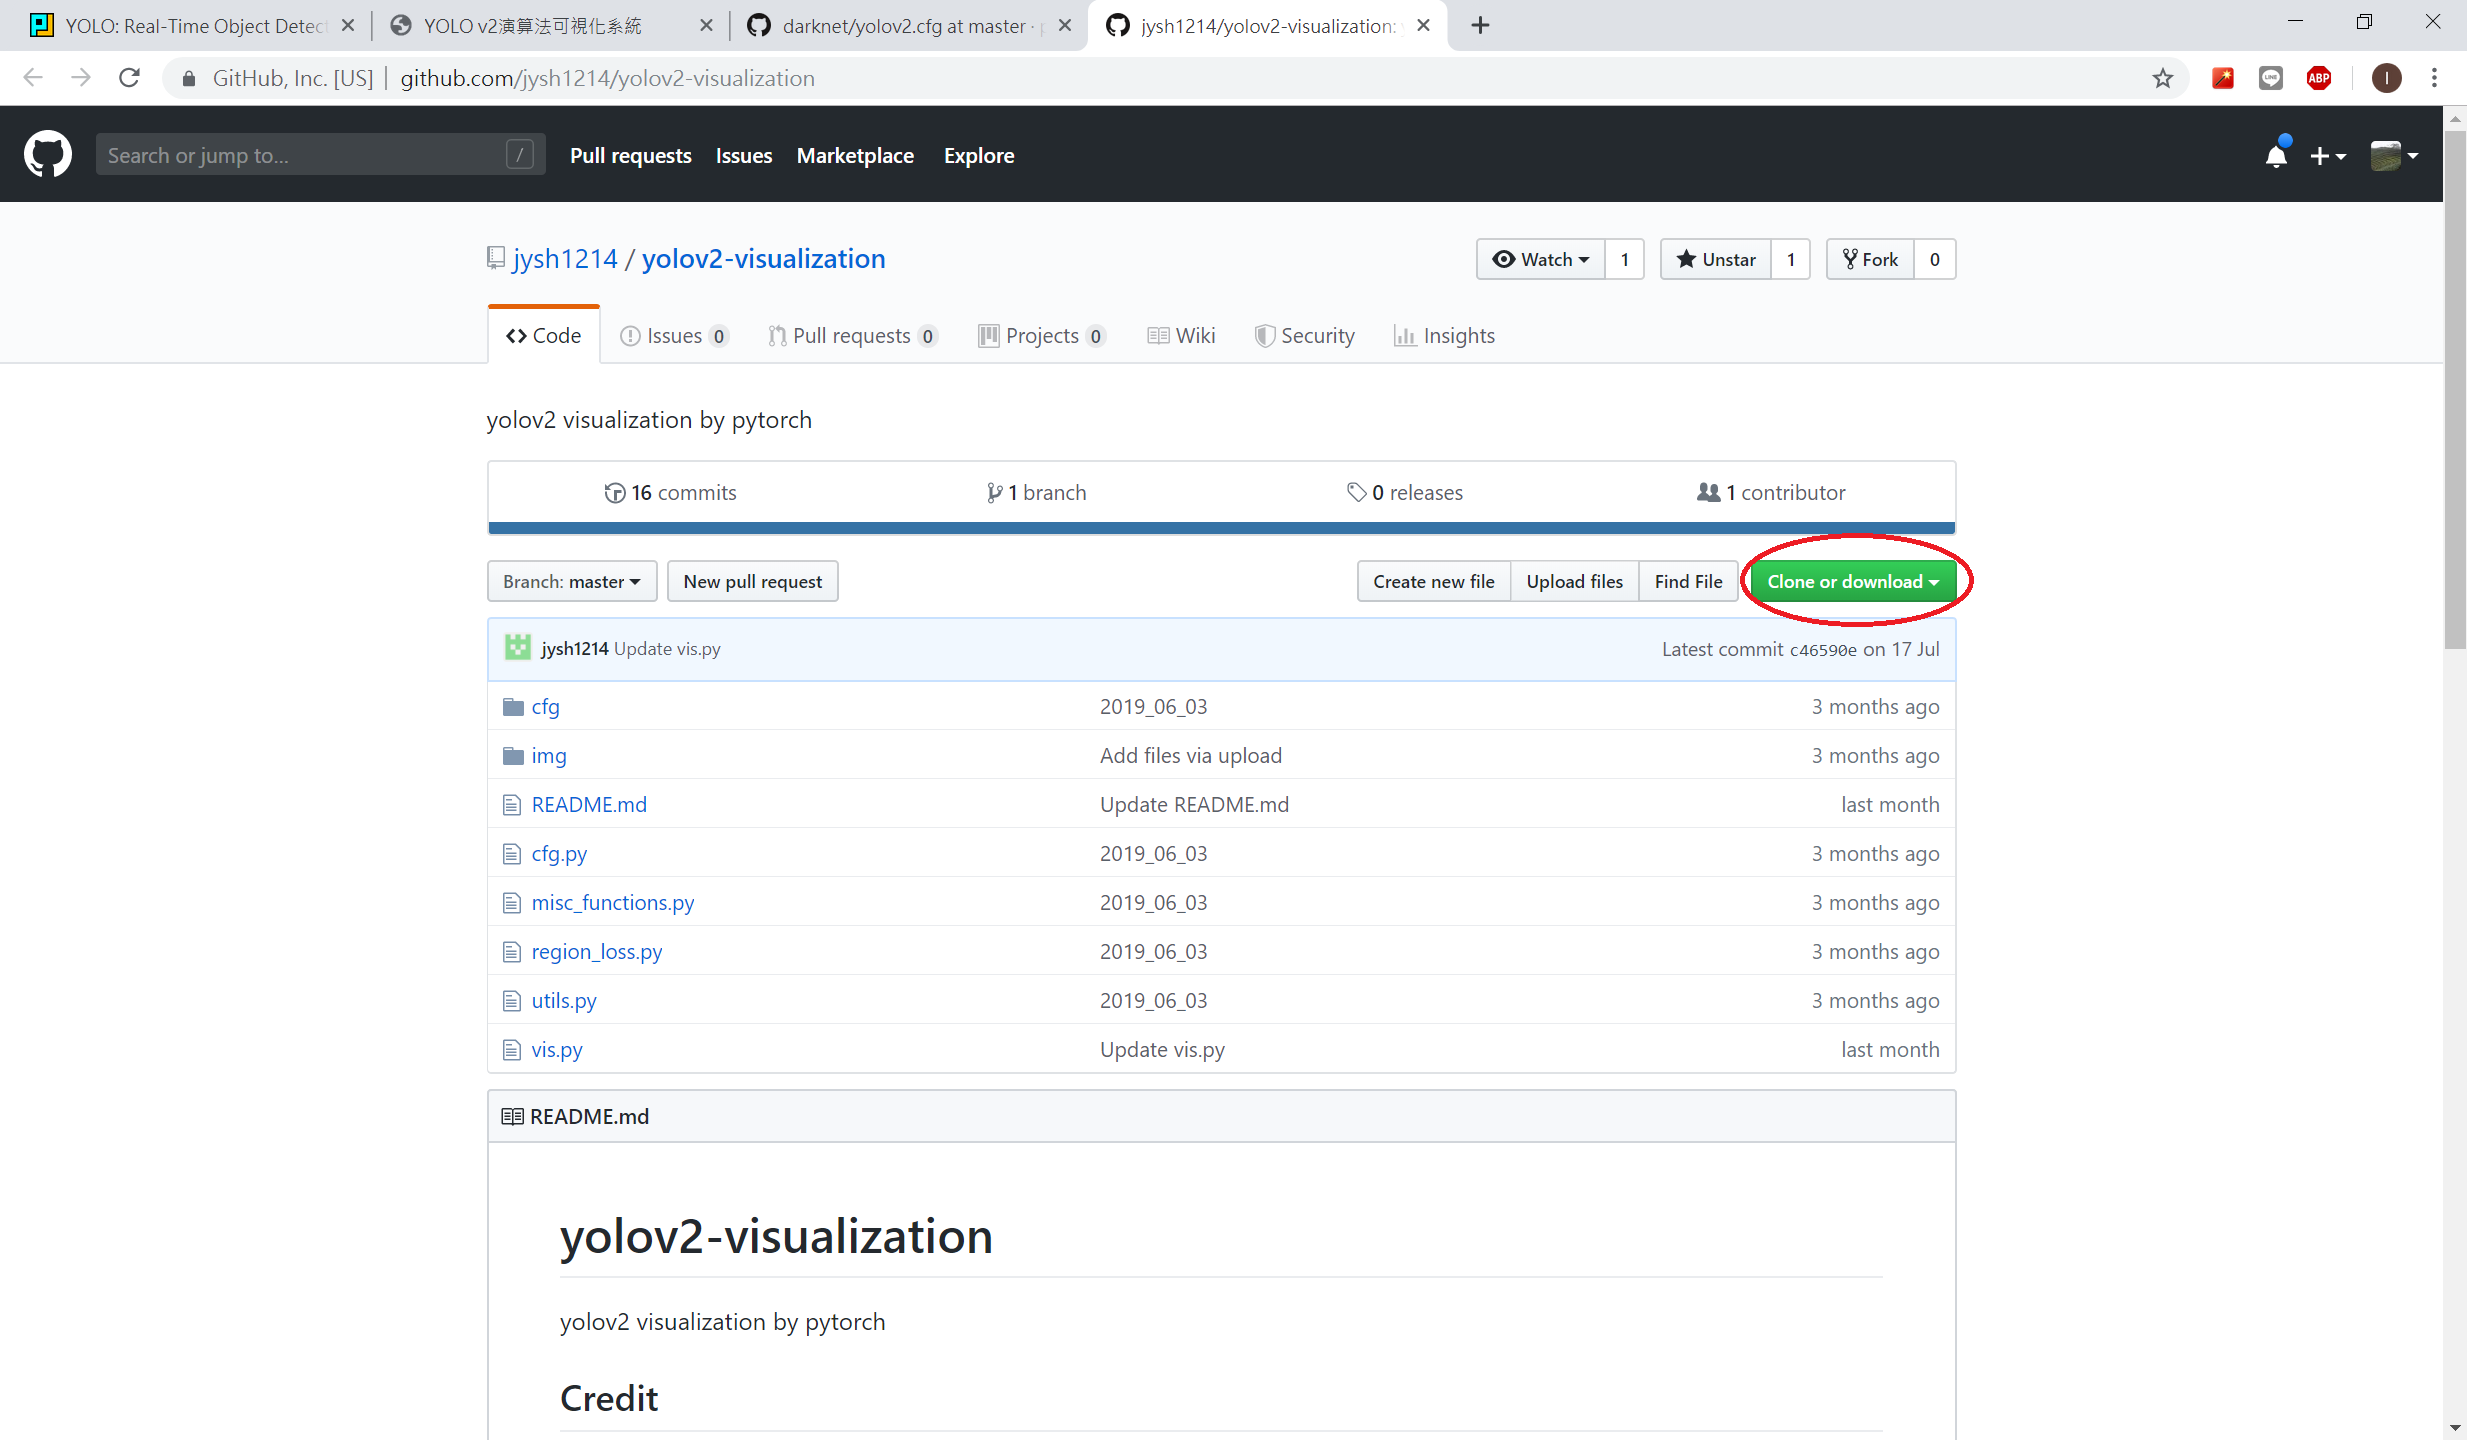 YOLO: Real-Time Object Detect
YOLO v2演算法可視化系統
darknet/yolov2.cfg at master · p
jysh1214/yolov2-visualization: y
GitHub, Inc. [US] | github.com/jysh1214/yolov2-visualization
ABP
I
Search or jump to... /
Pull requests Issues Marketplace Explore
jysh1214 / yolov2-visualization
Watch 1 Unstar 1 Fork 0
Code Issues 0 Pull requests 0 Projects 0 Wiki Security Insights
yolov2 visualization by pytorch
16 commits 1 branch 0 releases 1 contributor
Branch: master New pull request Create new file Upload files Find File Clone or download
jysh1214 Update vis.py Latest commit c46590e on 17 Jul
cfg 2019_06_03 3 months ago
img Add files via upload 3 months ago
README.md Update README.md last month
cfg.py 2019_06_03 3 months ago
misc_functions.py 2019_06_03 3 months ago
region_loss.py 2019_06_03 3 months ago
utils.py 2019_06_03 3 months ago
vis.py Update vis.py last month
README.md
yolov2-visualization
yolov2 visualization by pytorch
Credit